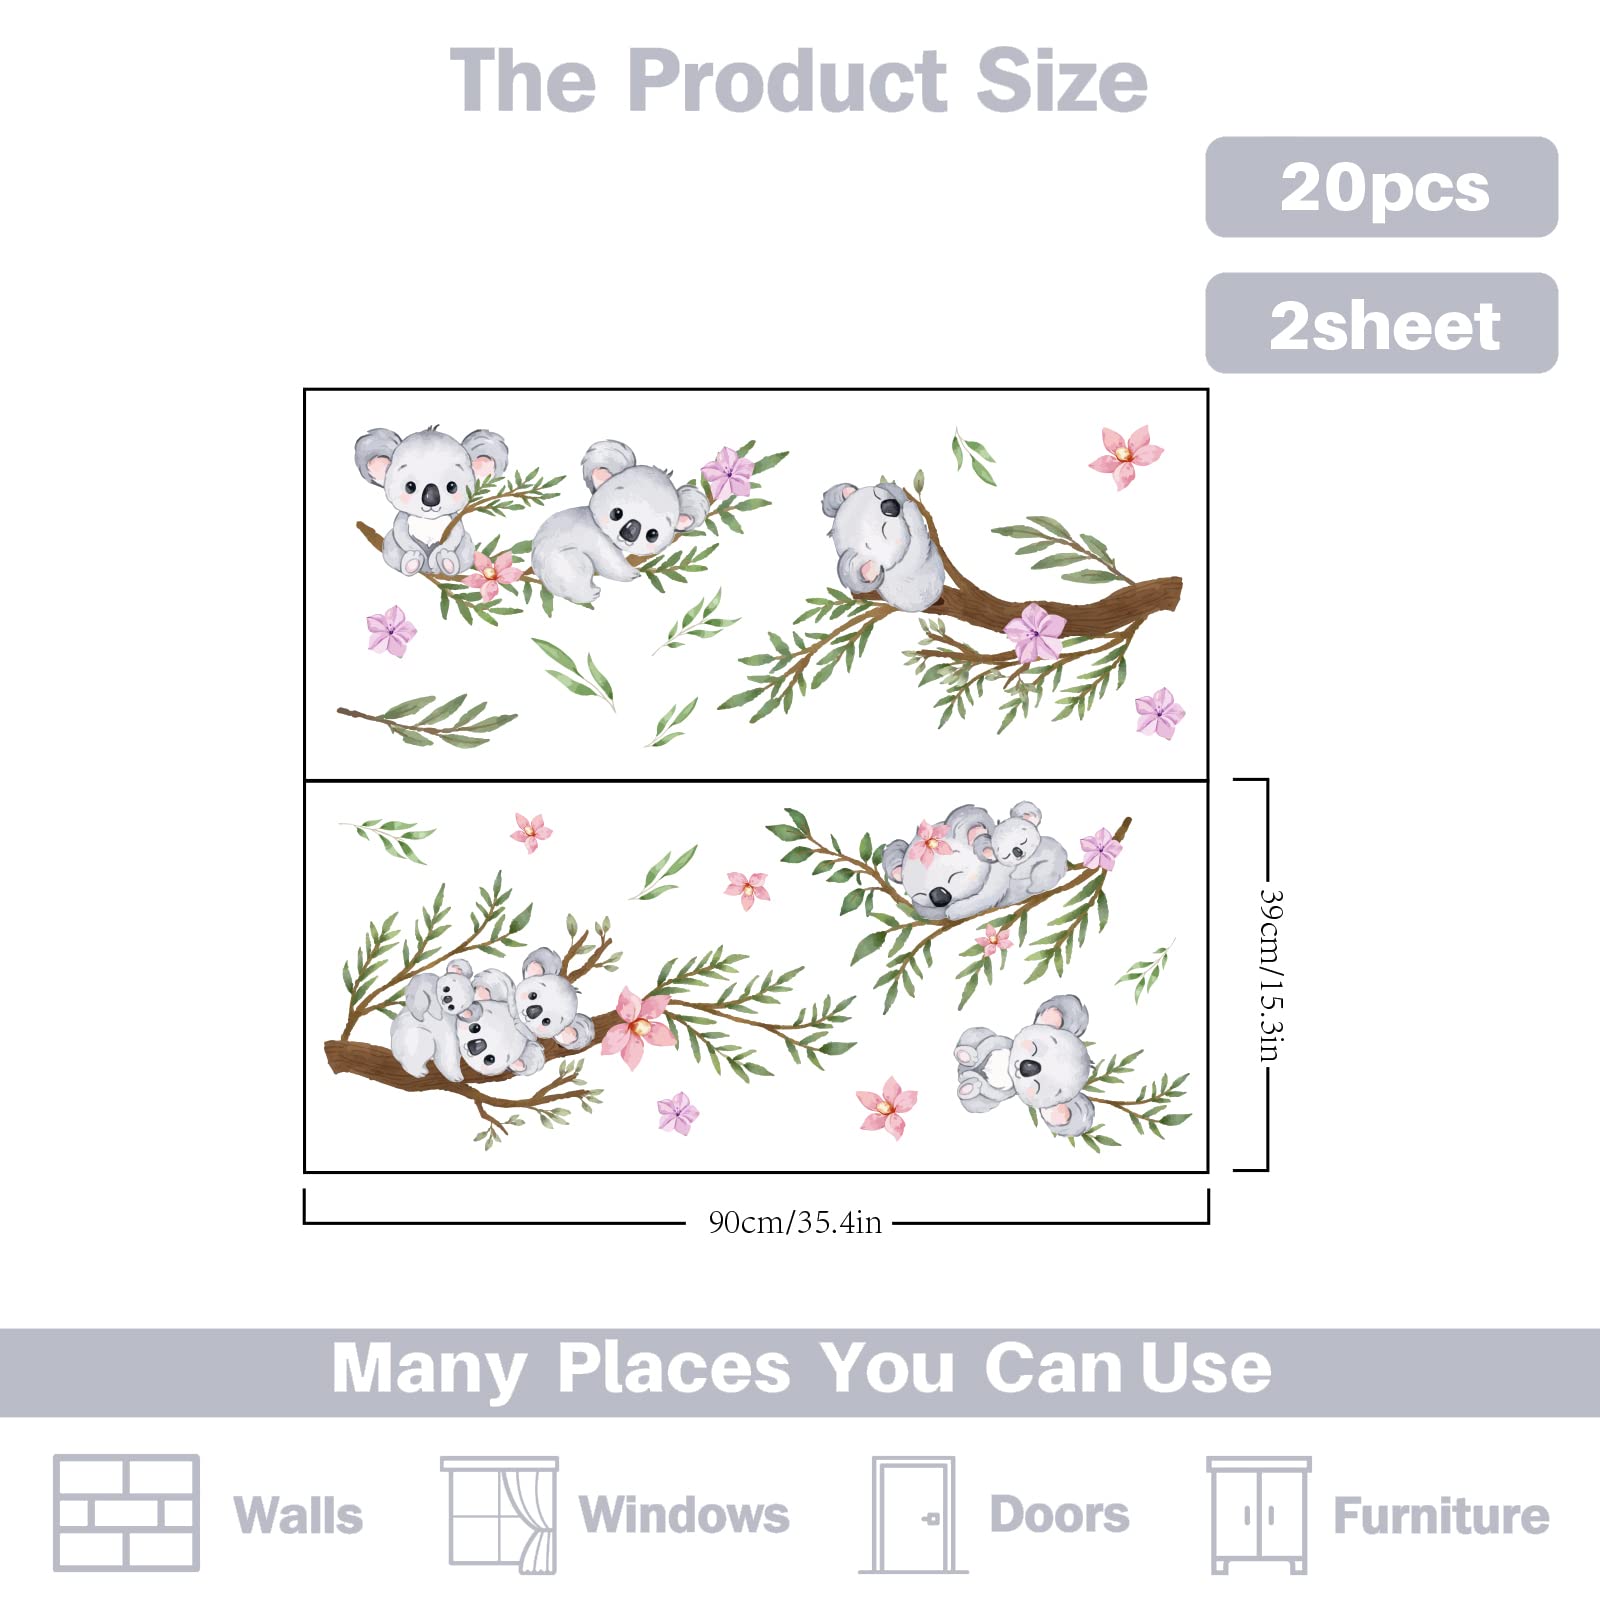 The Product Size
20pcs
2sheet
39cm/15.3in
90cm/35.4in
Many Places You Can Use
Walls
Windows
Doors
Furniture